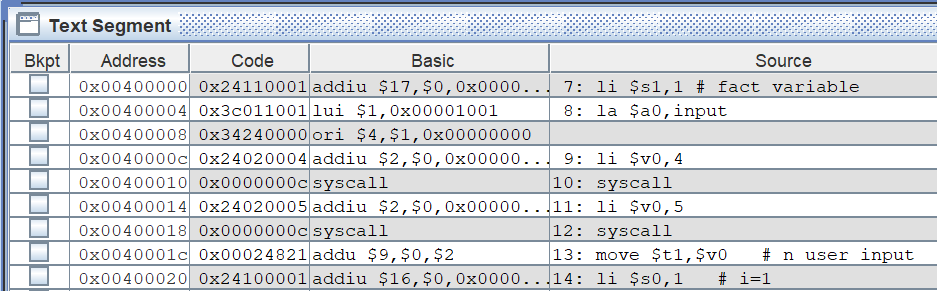 Text Segment
Bkpt Address Code Basic Source
0x00400000 0x24110001 addiu $17,$0,0x0000... 7: li $s1,1 # fact variable
0x00400004 0x3c011001 lui $1,0x00001001 8: la $a0,input
0x00400008 0x34240000 ori $4,$1,0x00000000
0x0040000c 0x24020004 addiu $2,$0,0x00000... 9: li $v0,4
0x00400010 0x0000000c syscall 10: syscall
0x00400014 0x24020005 addiu $2,$0,0x00000... 11: li $v0,5
0x00400018 0x0000000c syscall 12: syscall
0x0040001c 0x00024821 addu $9,$0,$2 13: move $t1,$v0 # n user input
0x00400020 0x24100001 addiu $16,$0,0x0000... 14: li $s0,1 # i=1